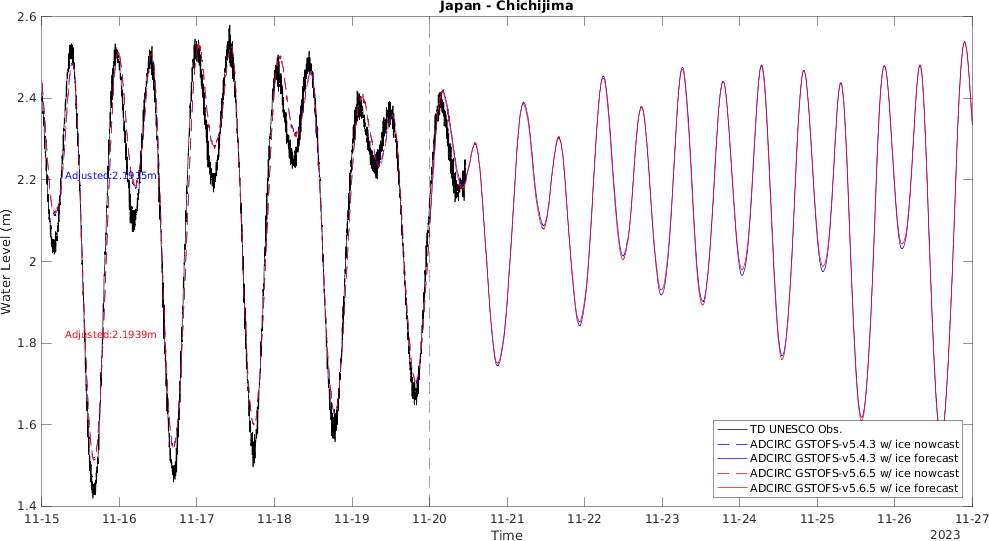 Japan - Chichijima
2.6
2.4
2.2
2
1.8
1.6
1.4
Water Level (m)
Adjusted:2.1915m
Adjusted:2.1939m
TD UNESCO Obs.
ADCIRC GSTOFS-v5.4.3 w/ ice nowcast
ADCIRC GSTOFS-v5.4.3 w/ ice forecast
ADCIRC GSTOFS-v5.6.5 w/ ice nowcast
ADCIRC GSTOFS-v5.6.5 w/ ice forecast
11-15 11-16 11-17 11-18 11-19 11-20 11-21 11-22 11-23 11-24 11-25 11-26 11-27
Time
2023